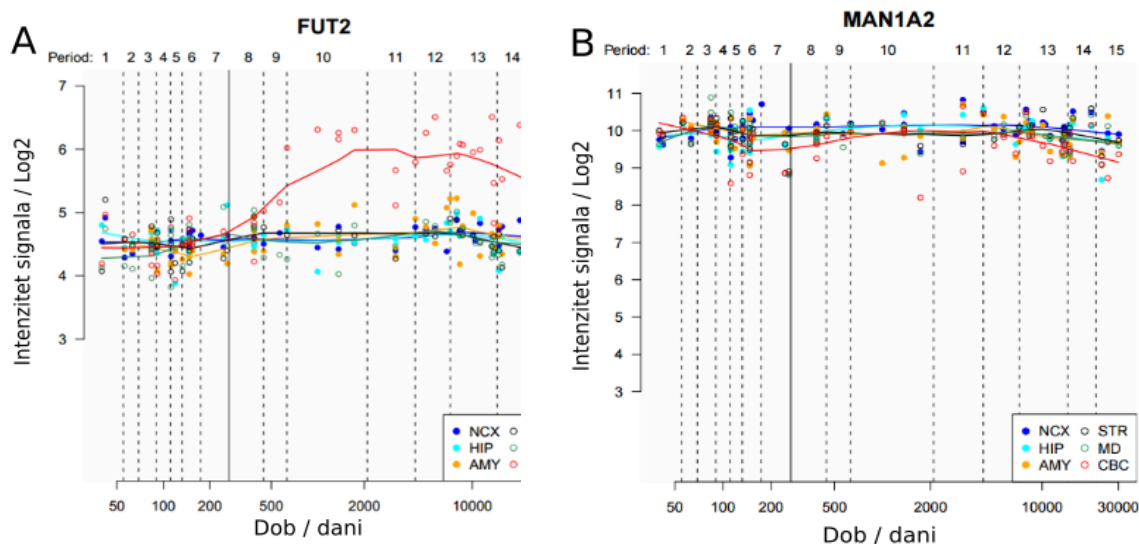 A
FUT2
Period: 1 2 3 4 5 6 7 8 9 10 11 12 13 14
7
6
5
4
3
Intenzitet signala / Log2
NCX
HIP
AMY
50 100 200 500 2000 10000
Dob / dani
B
MAN1A2
Period: 1 2 3 4 5 6 7 8 9 10 11 12 13 14 15
11
10
9
8
7
6
5
4
3
Intenzitet signala / Log2
NCX STR
HIP MD
AMY CBC
50 100 200 500 2000 10000 30000
Dob / dani